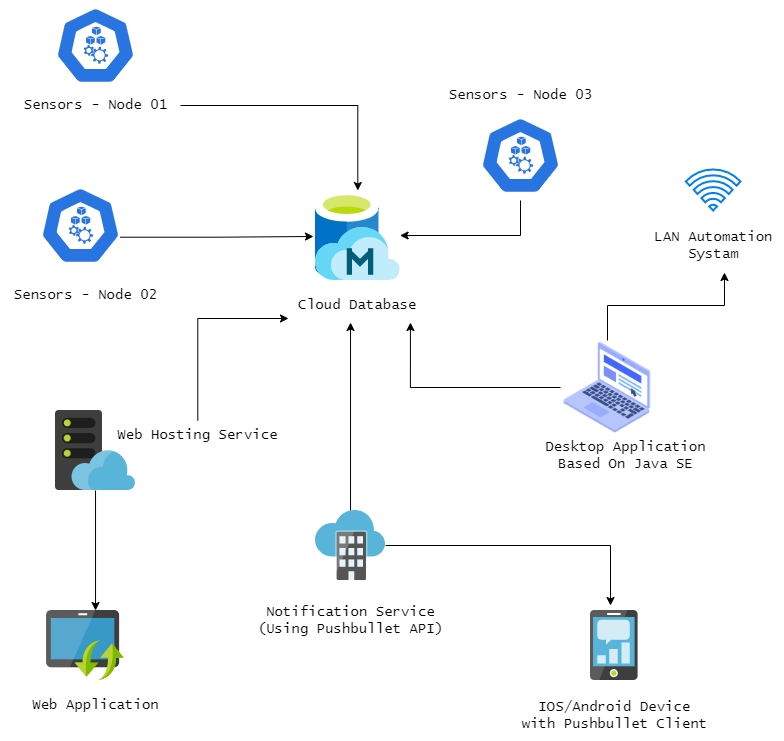 Sensors - Node 01
Sensors - Node 03
LAN Automation
Systam
Sensors - Node 02
M
Cloud Database
Web Hosting Service
Desktop Application
Based On Java SE
Notification Service
(Using Pushbullet API)
Web Application
IOS/Android Device
with Pushbullet Client